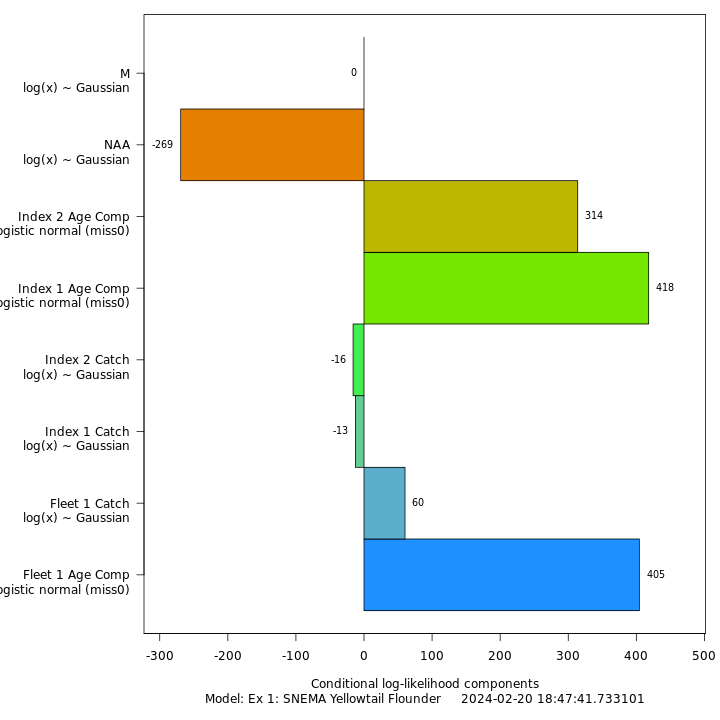 M
log(x) ~ Gaussian
0
NAA
log(x) ~ Gaussian
-269
Index 2 Age Comp
ogistic normal (miss0)
314
Index 1 Age Comp
ogistic normal (miss0)
418
Index 2 Catch
log(x) ~ Gaussian
-16
Index 1 Catch
log(x) ~ Gaussian
-13
Fleet 1 Catch
log(x) ~ Gaussian
60
Fleet 1 Age Comp
ogistic normal (miss0)
405
-300 -200 -100 0 100 200 300 400 500
Conditional log-likelihood components
Model: Ex 1: SNEMA Yellowtail Flounder 2024-02-20 18:47:41.733101